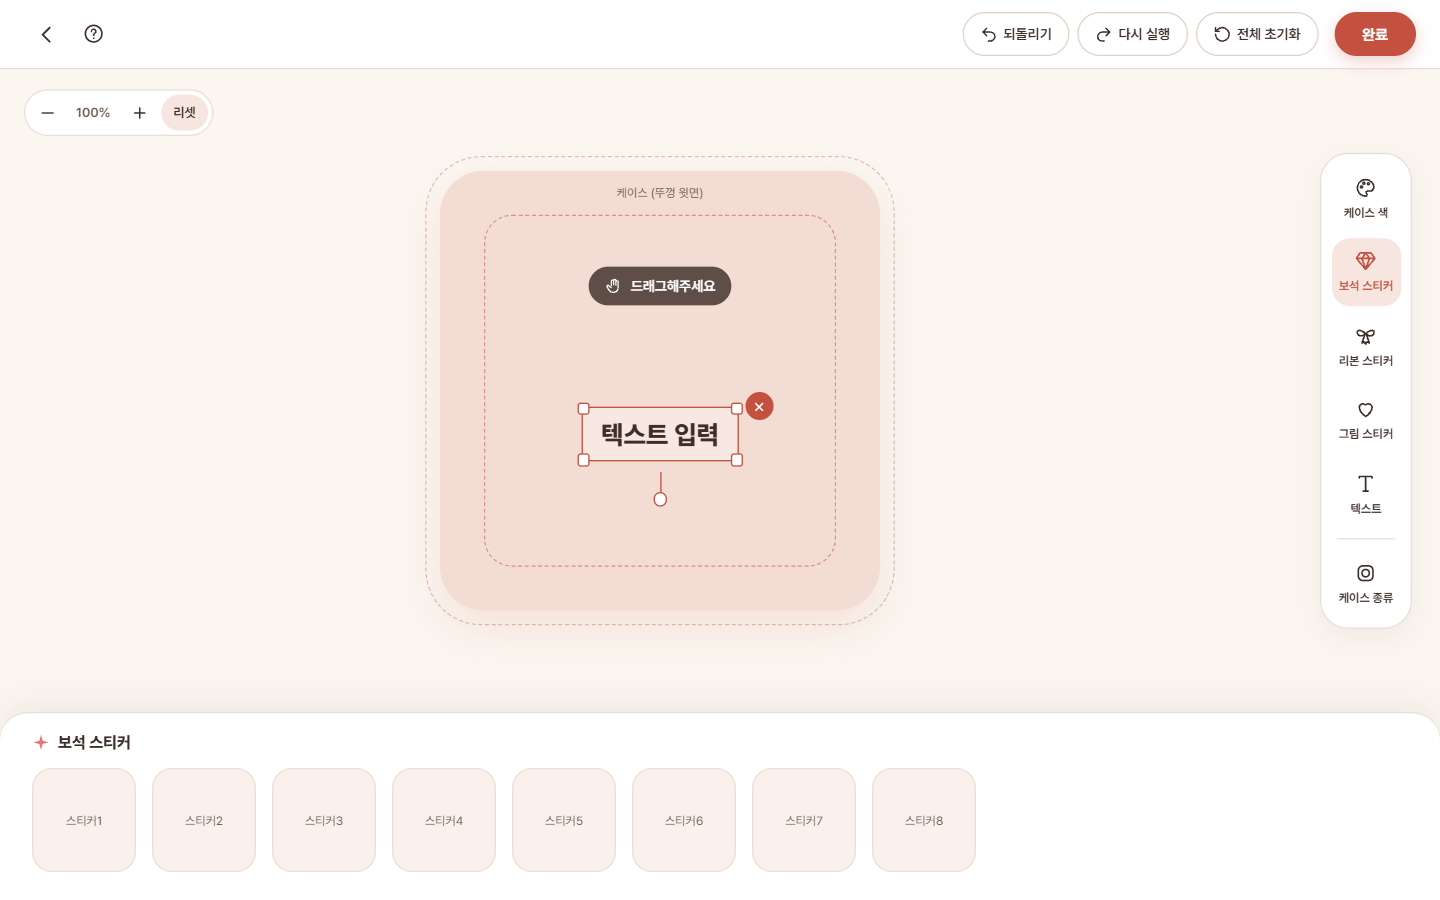 되돌리기
다시 실행
전체 초기화
완료
100%
리셋
케이스 (뚜껑 윗면)
드래그해주세요
텍스트 입력
케이스 색
보석 스티커
리본 스티커
그림 스티커
텍스트
케이스 종류
보석 스티커
스티커1
스티커2
스티커3
스티커4
스티커5
스티커6
스티커7
스티커8